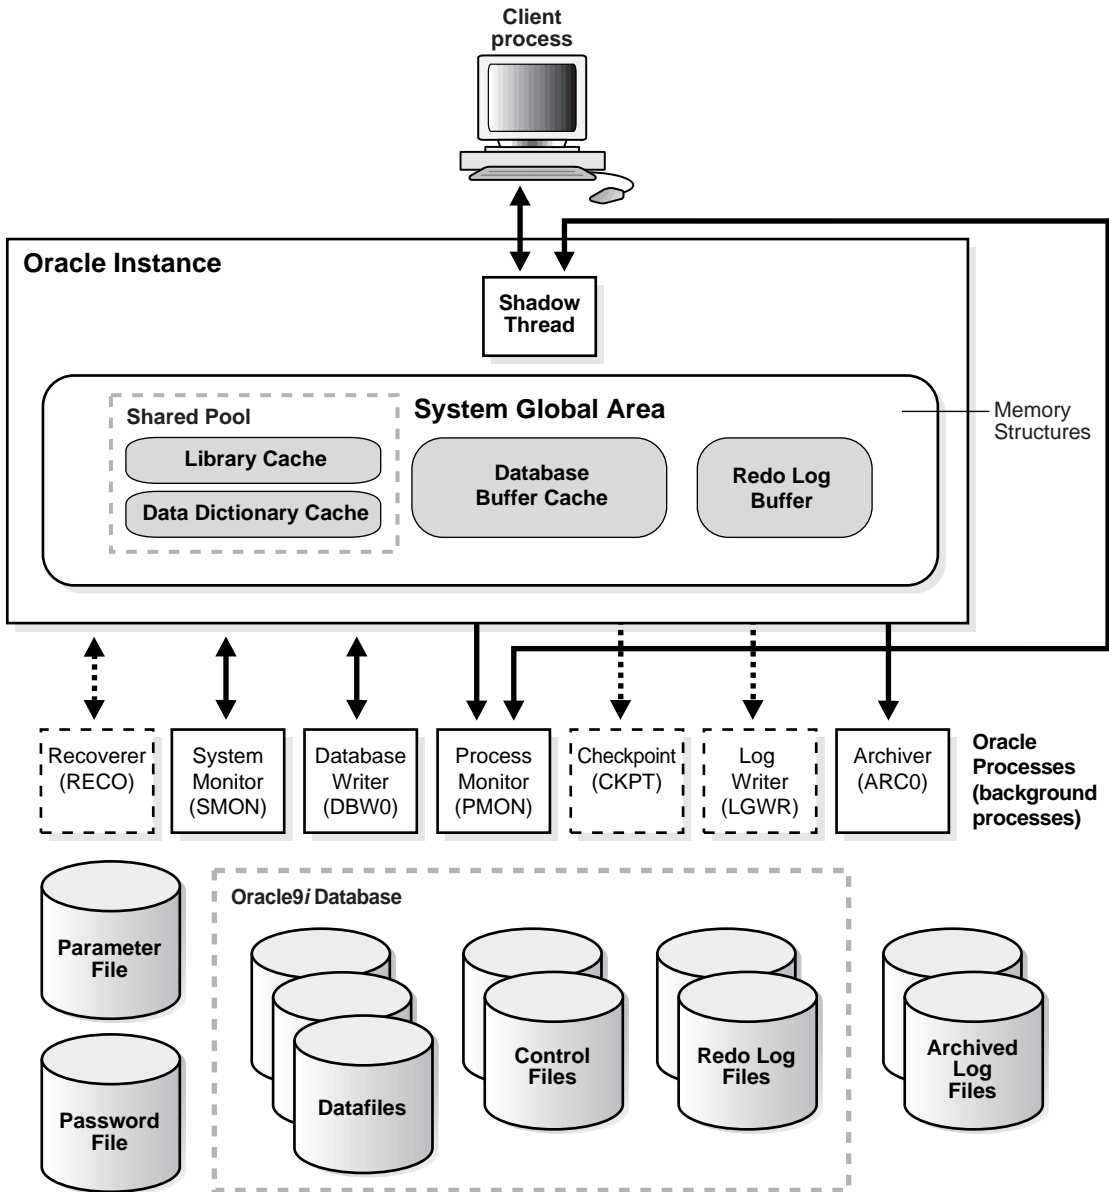 Client
process
Oracle Instance
Shadow
Thread
Shared Pool
System Global Area
Memory
Structures
Library Cache
Data Dictionary Cache
Database
Buffer Cache
Redo Log
Buffer
Recoverer
(RECO)
System
Monitor
(SMON)
Database
Writer
(DBW0)
Process
Monitor
(PMON)
Checkpoint
(CKPT)
Log
Writer
(LGWR)
Archiver
(ARC0)
Oracle
Processes
(background
processes)
Parameter
File
Password
File
Oracle9i Database
Datafiles
Control
Files
Redo Log
Files
Archived
Log
Files